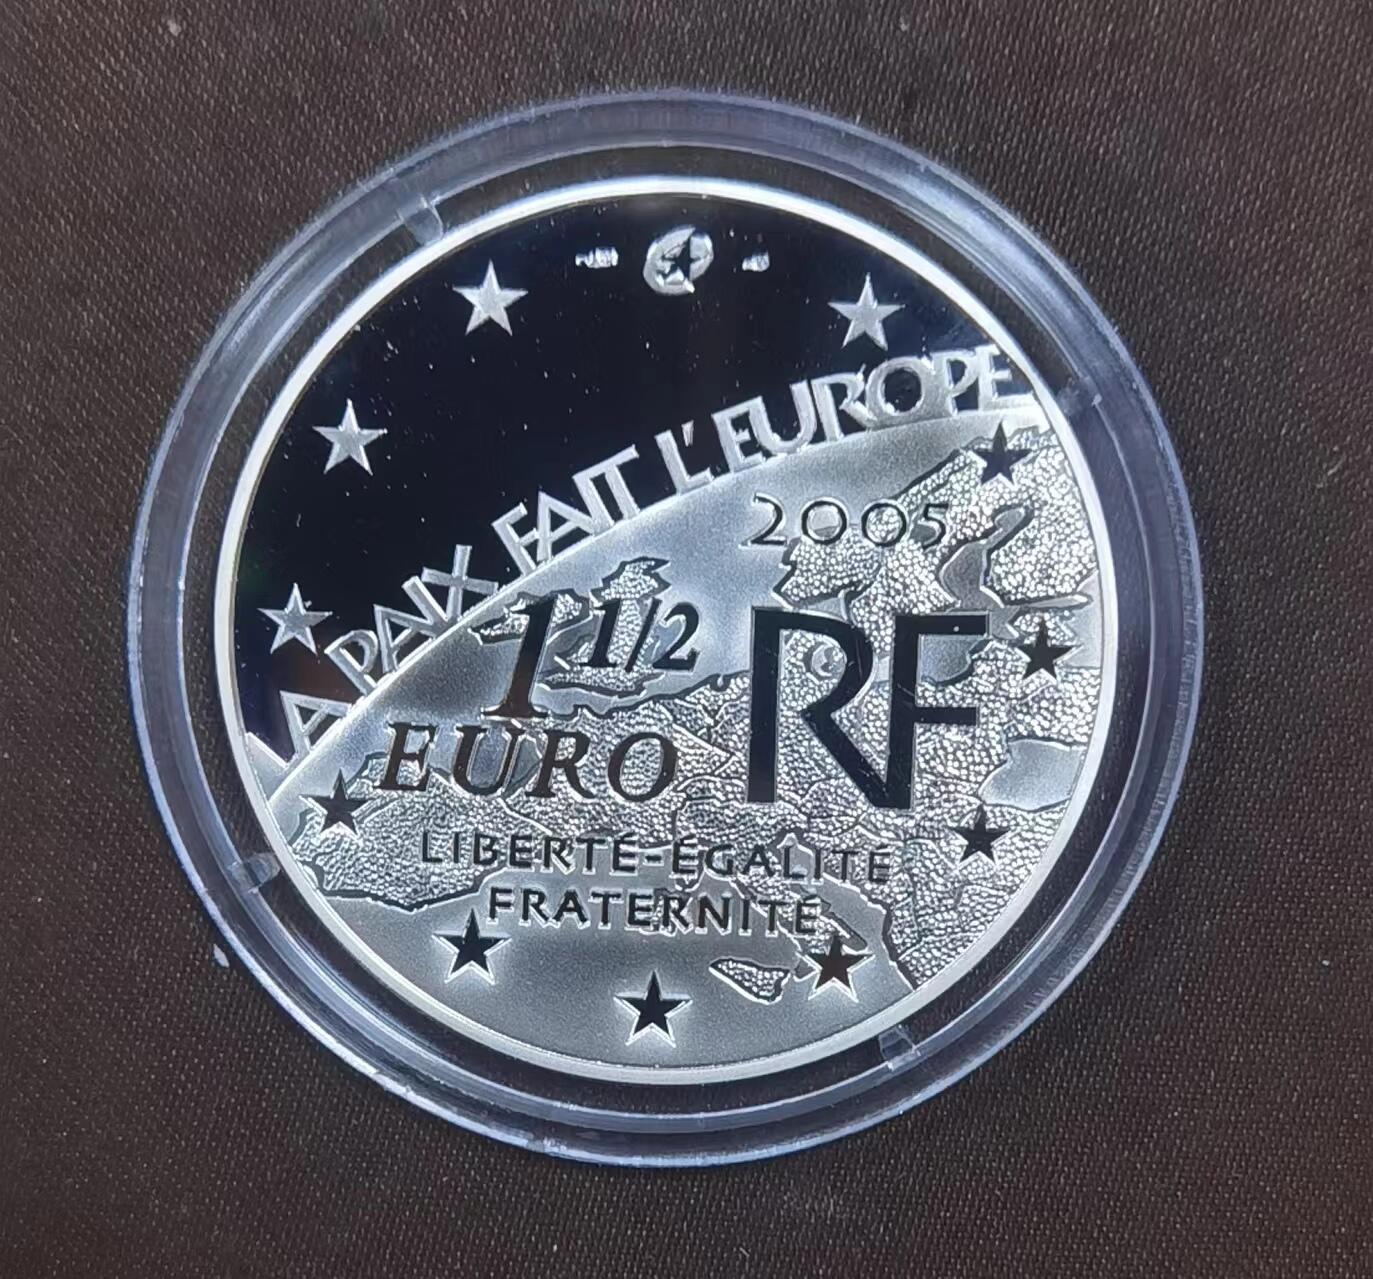 LA PAIX FAIT L'EUROPE
2005
1 1/2
EURO
RF
LIBERTÉ-ÉGALITÉ
FRATERNITÉ